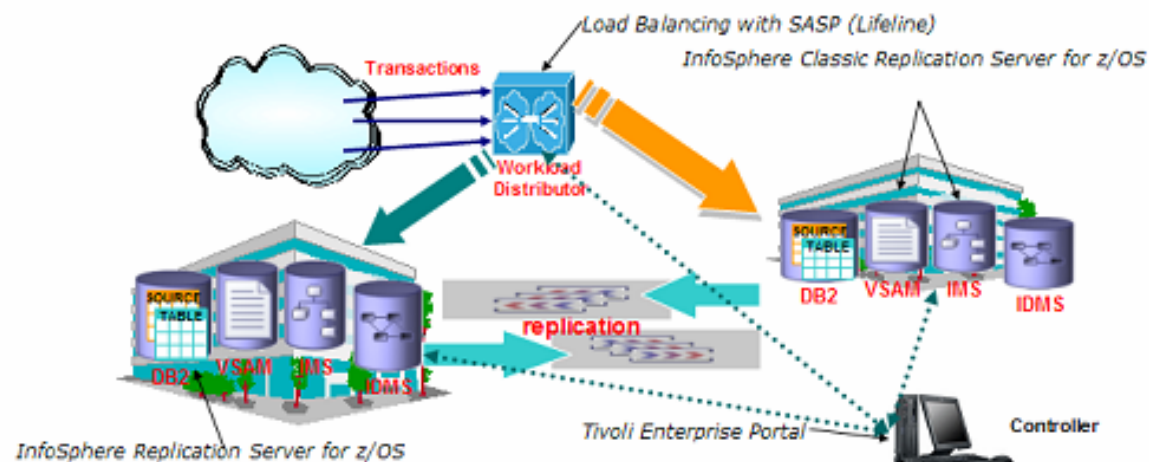 Load Balancing with SASP (Lifeline)
InfoSphere Classic Replication Server for z/OS
Transactions
Workload
Distributor
SOURCE
TABLE
DB2
VSAM
IMS
IDMS
SOURCE
TABLE
DB2
VSAM
IMS
IDMS
replication
Tivoli Enterprise Portal
Controller
InfoSphere Replication Server for z/OS